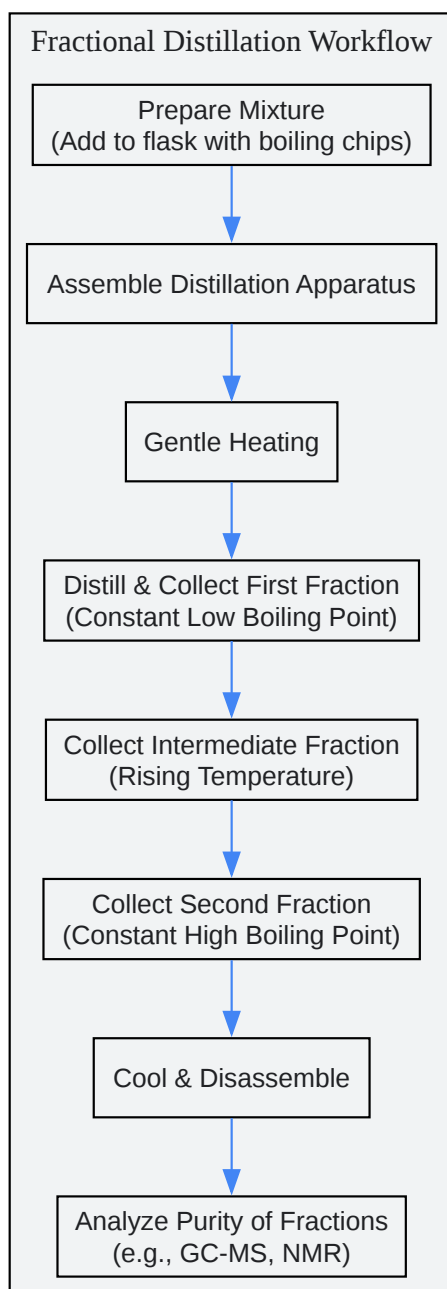 Fractional Distillation Workflow
Prepare Mixture
(Add to flask with boiling chips)
Assemble Distillation Apparatus
Gentle Heating
Distill & Collect First Fraction
(Constant Low Boiling Point)
Collect Intermediate Fraction
(Rising Temperature)
Collect Second Fraction
(Constant High Boiling Point)
Cool & Disassemble
Analyze Purity of Fractions
(e.g., GC-MS, NMR)